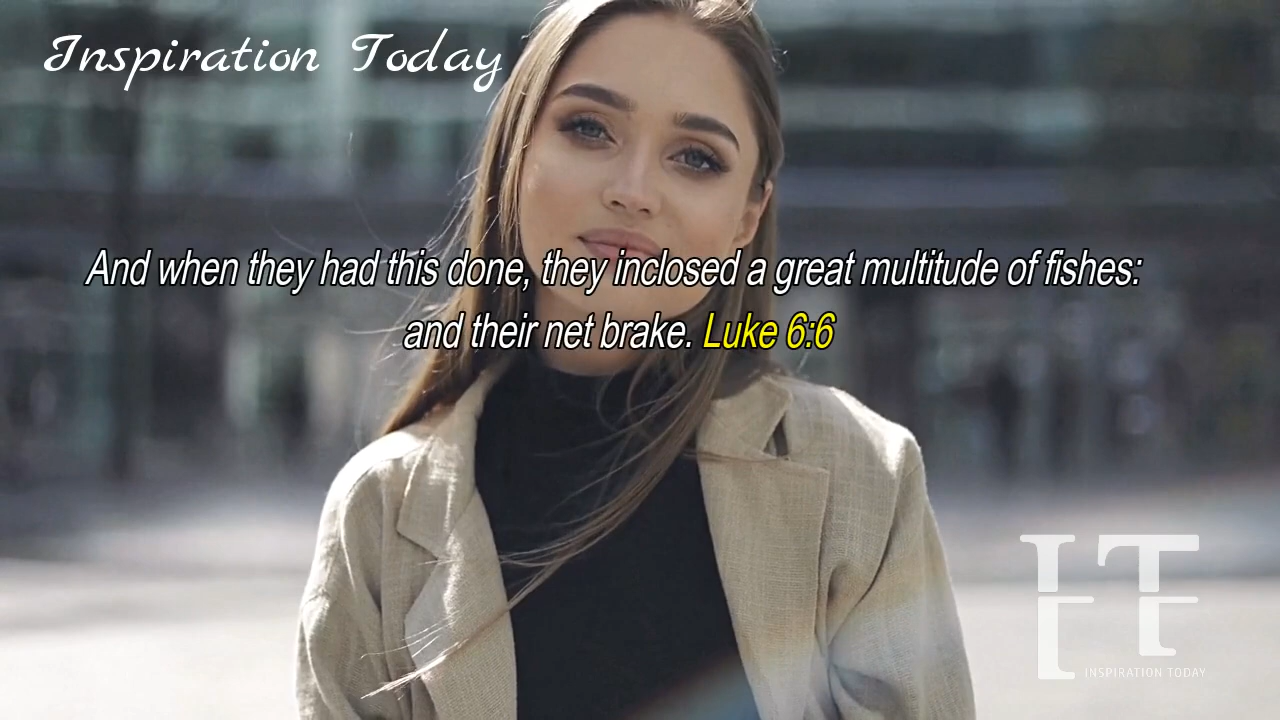 Inspiration Today
And when they had this done, they inclosed a great multitude of fishes:
and their net brake. Luke 6:6
IT
INSPIRATION TODAY